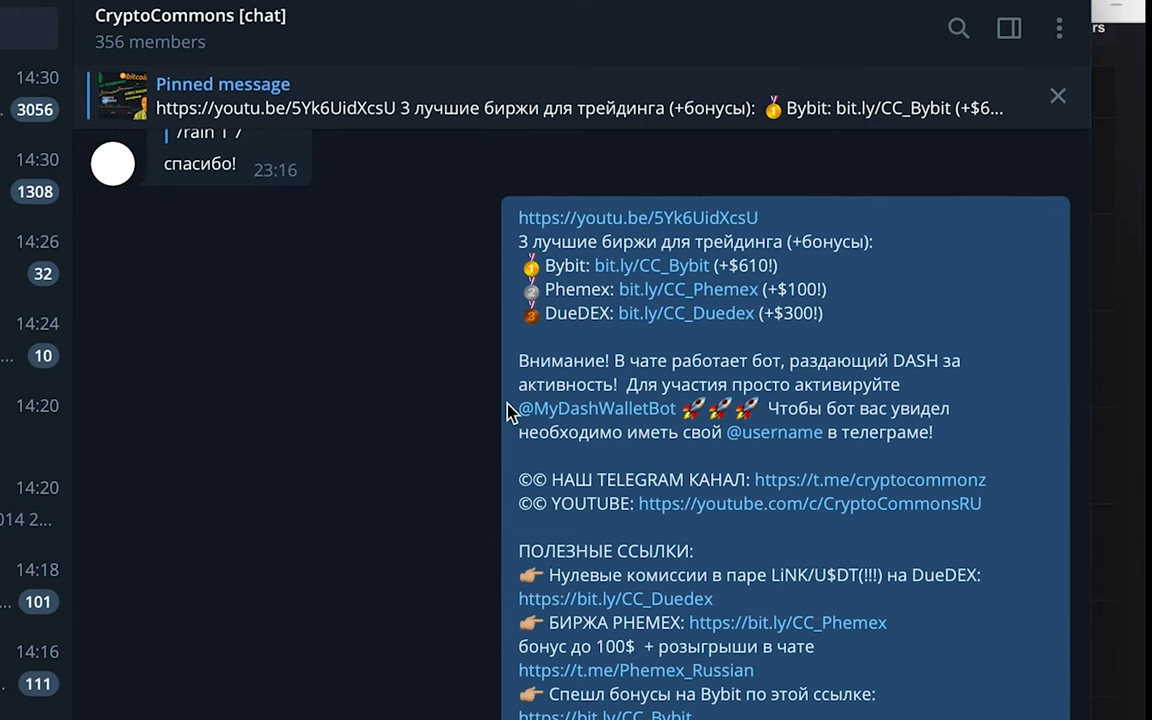 CryptoCommons [chat]
356 members
Pinned message
https://youtu.be/5Yk6UidXcsU 3 лучшие биржи для трейдинга (+бонусы): 🥇Bybit: bit.ly/CC_Bybit (+$6...
/rain 1 7
спасибо! 23:16
https://youtu.be/5Yk6UidXcsU
3 лучшие биржи для трейдинга (+бонусы):
🥇Bybit: bit.ly/CC_Bybit (+$610!)
🥈Phemex: bit.ly/CC_Phemex (+$100!)
🥉DueDEX: bit.ly/CC_Duedex (+$300!)
Внимание! В чате работает бот, раздающий DASH за
активность! Для участия просто активируйте
@MyDashWalletBot 🚀🚀🚀 Чтобы бот вас увидел
необходимо иметь свой @username в телеграме!
©© НАШ TELEGRAM КАНАЛ: https://t.me/cryptocommonz
©© YOUTUBE: https://youtube.com/c/CryptoCommonsRU
ПОЛЕЗНЫЕ ССЫЛКИ:
👉🏼 Нулевые комиссии в паре LiNK/U$DT(!!!) на DueDEX:
https://bit.ly/CC_Duedex
👉🏼 БИРЖА PHEMEX: https://bit.ly/CC_Phemex
бонус до 100$ + розыгрыши в чате
https://t.me/Phemex_Russian
👉🏼 Спешл бонусы на Bybit по этой ссылке:
https://bit.ly/CC_Bybit
14:30
3056
14:30
1308
14:26
32
14:24
... 10
14:20
14:20
014 2...
14:18
... 101
14:16
111
rs